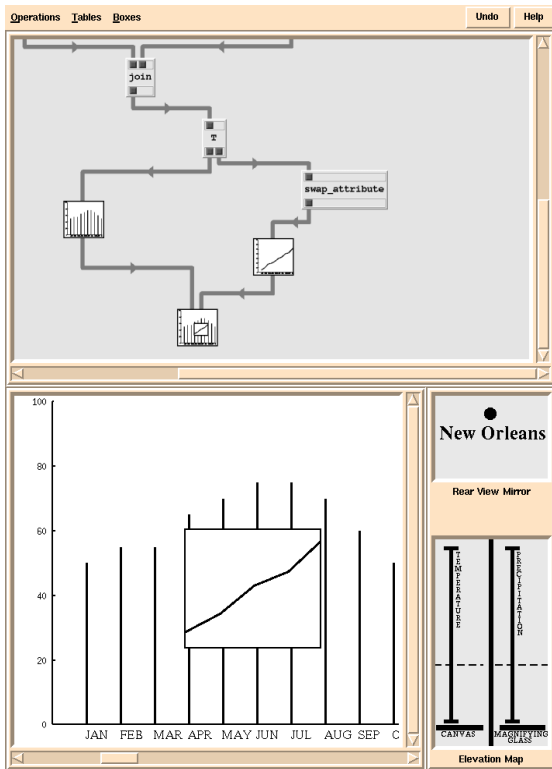 Operations Tables Boxes Undo Help
join
T
swap_attribute
100
80
60
40
20
0
JAN FEB MAR APR MAY JUN JUL AUG SEP O
New Orleans
Rear View Mirror
TEMPERATURE
PRECIPITATION
CANVAS
MAGNIFYING
GLASS
Elevation Map